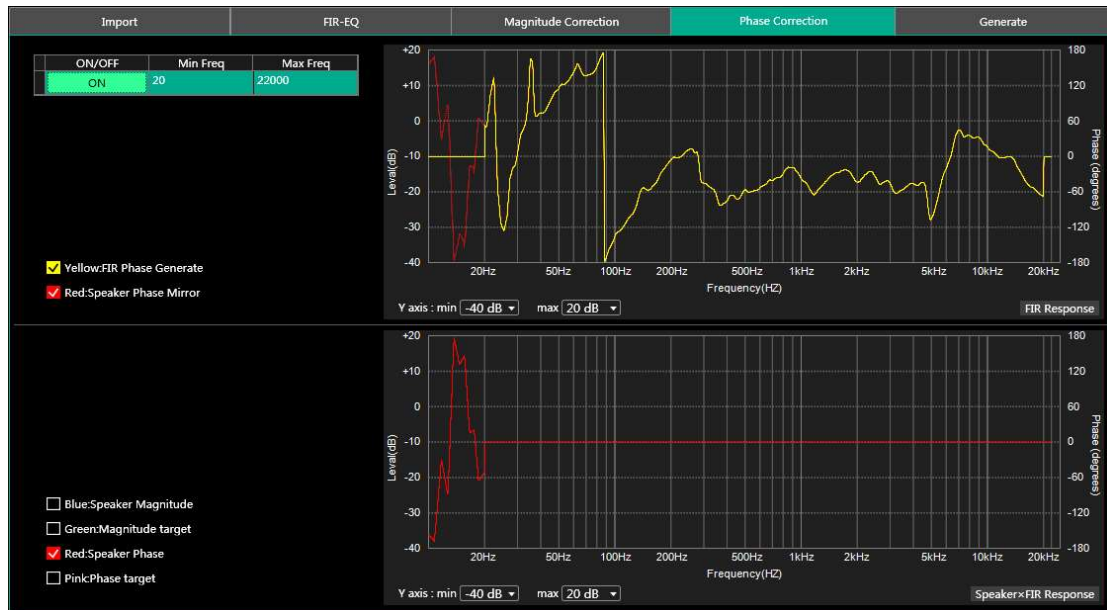 Import FIR-EQ Magnitude Correction Phase Correction Generate
ON/OFF Min Freq Max Freq
ON 20 22000
Yellow:FIR Phase Generate
Red:Speaker Phase Mirror
+20
+10
0
-10
-20
-30
-40
Leval(dB)
180
120
60
0
-60
-120
-180
Phase (degrees)
20Hz 50Hz 100Hz 200Hz 500Hz 1kHz 2kHz 5kHz 10kHz 20kHz
Frequency(HZ)
Y axis : min -40 dB max 20 dB FIR Response
Blue:Speaker Magnitude
Green:Magnitude target
Red:Speaker Phase
Pink:Phase target
+20
+10
0
-10
-20
-30
-40
Leval(dB)
180
120
60
0
-60
-120
-180
Phase (degrees)
20Hz 50Hz 100Hz 200Hz 500Hz 1kHz 2kHz 5kHz 10kHz 20kHz
Frequency(HZ)
Y axis : min -40 dB max 20 dB Speaker×FIR Response